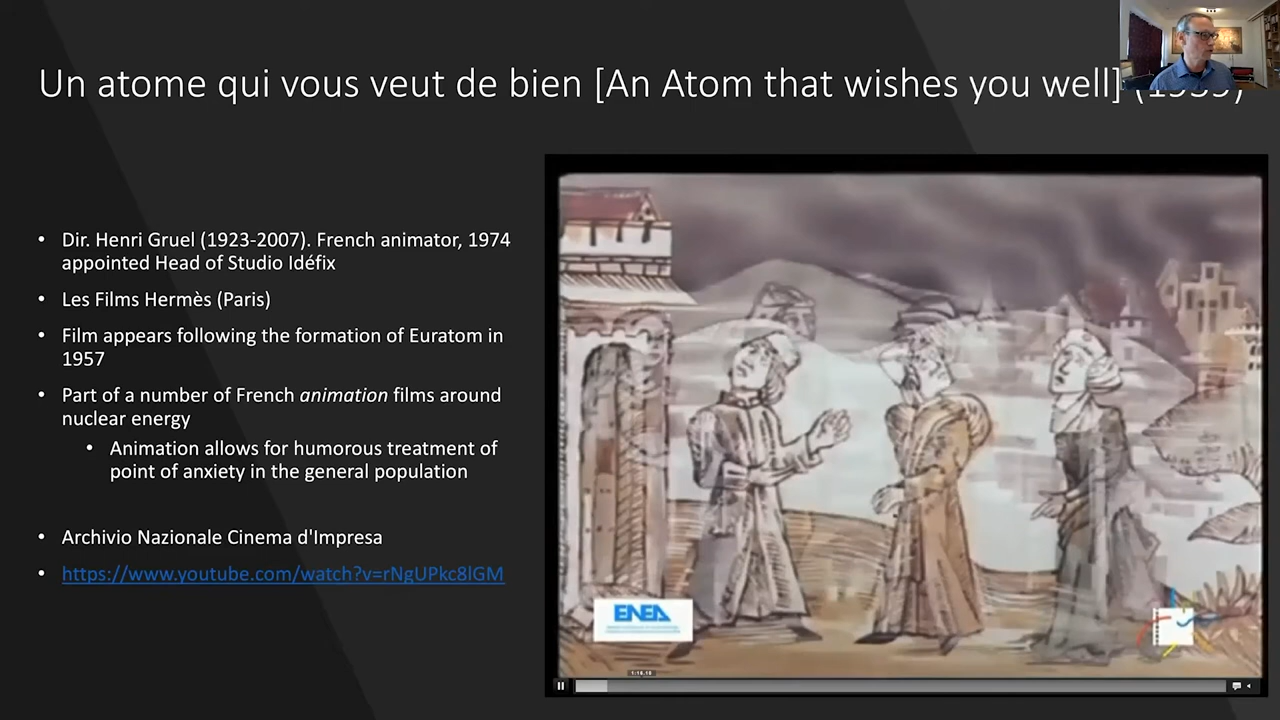 Un atome qui vous veut de bien [An Atom that wishes you well]
Dir. Henri Gruel (1923-2007). French animator, 1974
appointed Head of Studio Idéfix
Les Films Hermès (Paris)
Film appears following the formation of Euratom in
1957
Part of a number of French animation films around
nuclear energy
Animation allows for humorous treatment of
point of anxiety in the general population
Archivio Nazionale Cinema d'Impresa
https://www.youtube.com/watch?v=rNgUPkc8lGM
ENEA